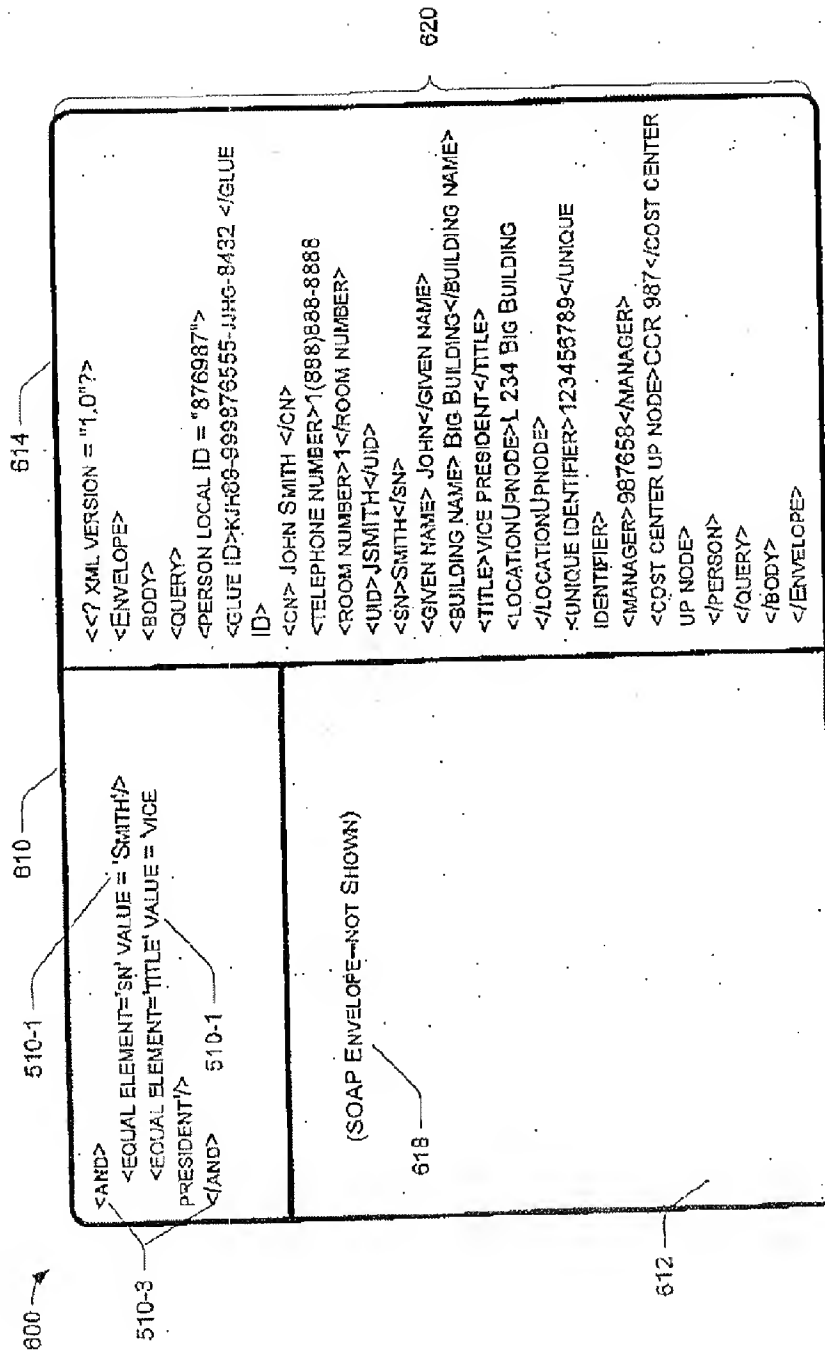 600
610
614
510-1
<AND>
<EQUAL ELEMENT='SN' VALUE = 'SMITH'/>
<EQUAL ELEMENT='TITLE' VALUE = 'VICE
PRESIDENT'/>
</AND>
510-3
510-1
(SOAP ENVELOPE--NOT SHOWN)
618
612
<<? XML VERSION = "1.0"?>
<ENVELOPE>
<BODY>
<QUERY>
<PERSON LOCAL ID = "876987">
<GLUE ID>KJH89-999876555-JJHG-8432 </GLUE
ID>
<CN> JOHN SMITH </CN>
<TELEPHONE NUMBER>1(888)888-8888
<ROOM NUMBER>1</ROOM NUMBER>
<UID>JSMITH</UID>
<SN>SMITH</SN>
<GIVEN NAME> JOHN</GIVEN NAME>
<BUILDING NAME> BIG BUILDING</BUILDING NAME>
<TITLE>VICE PRESIDENT</TITLE>
<LOCATIONUPNODE>L 234 BIG BUILDING
</LOCATIONUPNODE>
<UNIQUE IDENTIFIER>123456789</UNIQUE
IDENTIFIER>
<MANAGER>987658</MANAGER>
<COST CENTER UP NODE>CCR 987</COST CENTER
UP NODE>
</PERSON>
</QUERY>
</BODY>
</ENVELOPE>
620